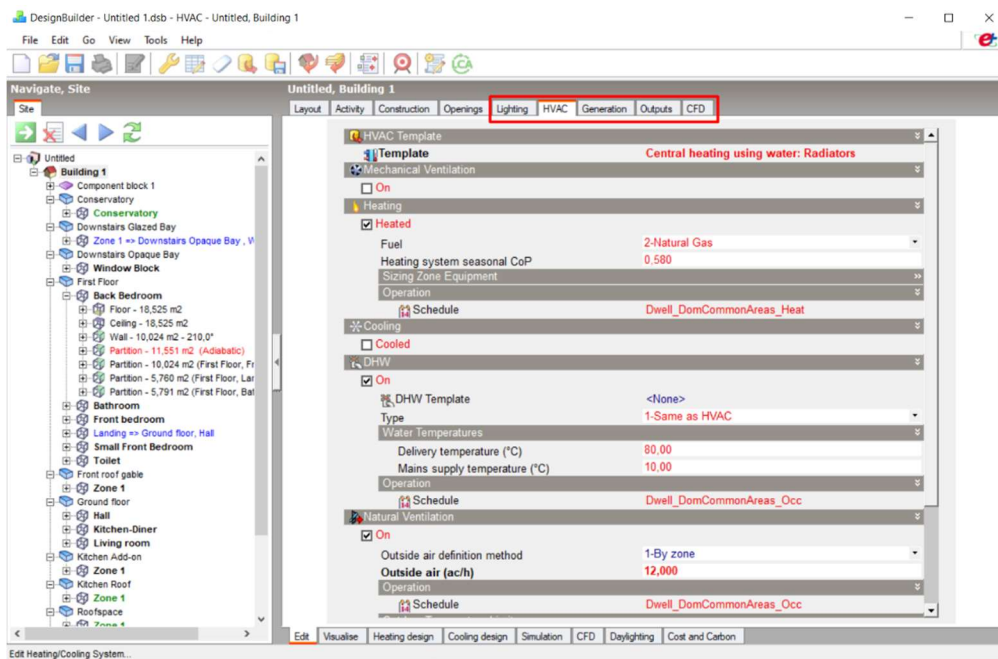 DesignBuilder - Untitled 1.dsb - HVAC - Untitled, Building 1
File Edit Go View Tools Help
Navigate, Site
Site
Untitled
Building 1
Component block 1
Conservatory
Conservatory
Downstairs Glazed Bay
Zone 1 => Downstairs Opaque Bay , W
Downstairs Opaque Bay
Window Block
First Floor
Back Bedroom
Floor - 18,525 m2
Ceiling - 18,525 m2
Wall - 10,024 m2 - 210,0°
Partition - 11,551 m2 (Adiabatic)
Partition - 10,024 m2 (First Floor, Fr
Partition - 5,760 m2 (First Floor, Lar
Partition - 5,791 m2 (First Floor, Bat
Bathroom
Front bedroom
Landing => Ground floor, Hall
Small Front Bedroom
Toilet
Front roof gable
Zone 1
Ground floor
Hall
Kitchen-Diner
Living room
Kitchen Add-on
Zone 1
Kitchen Roof
Zone 1
Roofspace
Zone 1
Untitled, Building 1
Layout Activity Construction Openings Lighting HVAC Generation Outputs CFD
HVAC Template
Template Central heating using water: Radiators
Mechanical Ventilation
On
Heating
Heated
Fuel 2-Natural Gas
Heating system seasonal CoP 0,580
Sizing Zone Equipment
Operation
Schedule Dwell_DomCommonAreas_Heat
Cooling
Cooled
DHW
On
DHW Template <None>
Type 1-Same as HVAC
Water Temperatures
Delivery temperature (°C) 80,00
Mains supply temperature (°C) 10,00
Operation
Schedule Dwell_DomCommonAreas_Occ
Natural Ventilation
On
Outside air definition method 1-By zone
Outside air (ac/h) 12,000
Operation
Schedule Dwell_DomCommonAreas_Occ
Edit Visualise Heating design Cooling design Simulation CFD Daylighting Cost and Carbon
Edit Heating/Cooling System...